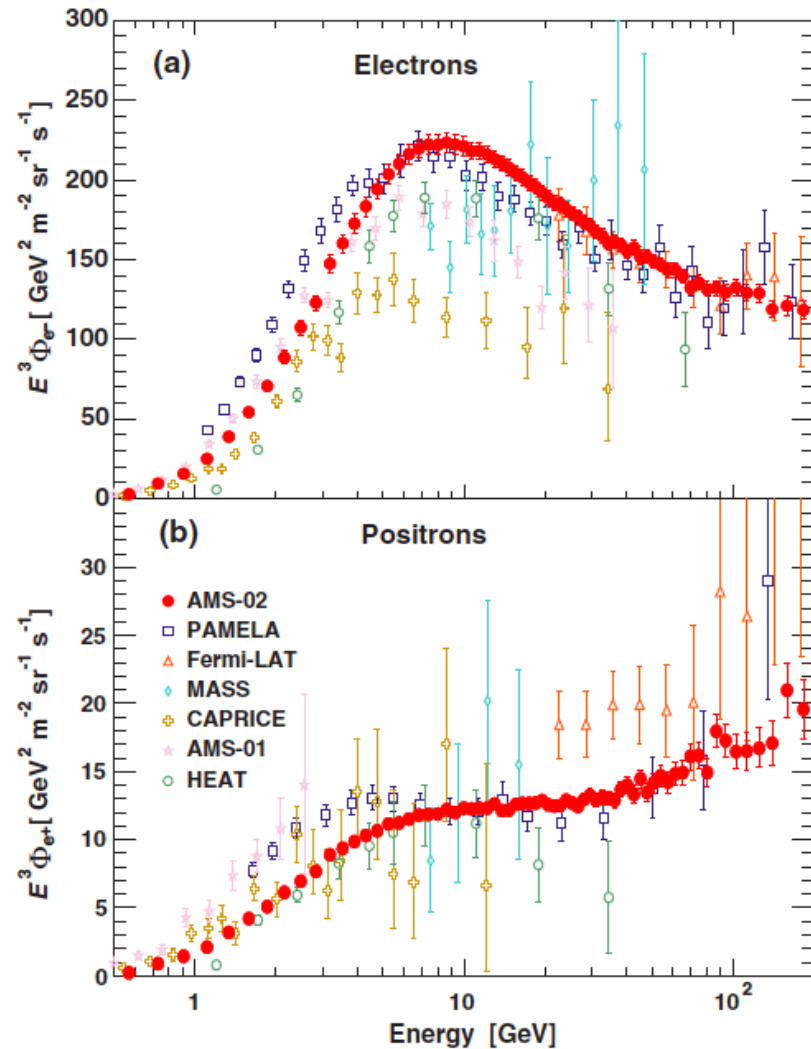 300
(a)
Electrons
250
200
150
100
50
0
E³Φe-[ GeV² m⁻² sr⁻¹ s⁻¹ ]
(b)
Positrons
30
25
20
15
10
5
0
E³Φe+[ GeV² m⁻² sr⁻¹ s⁻¹ ]
AMS-02
PAMELA
Fermi-LAT
MASS
CAPRICE
AMS-01
HEAT
1
10
10²
Energy [GeV]